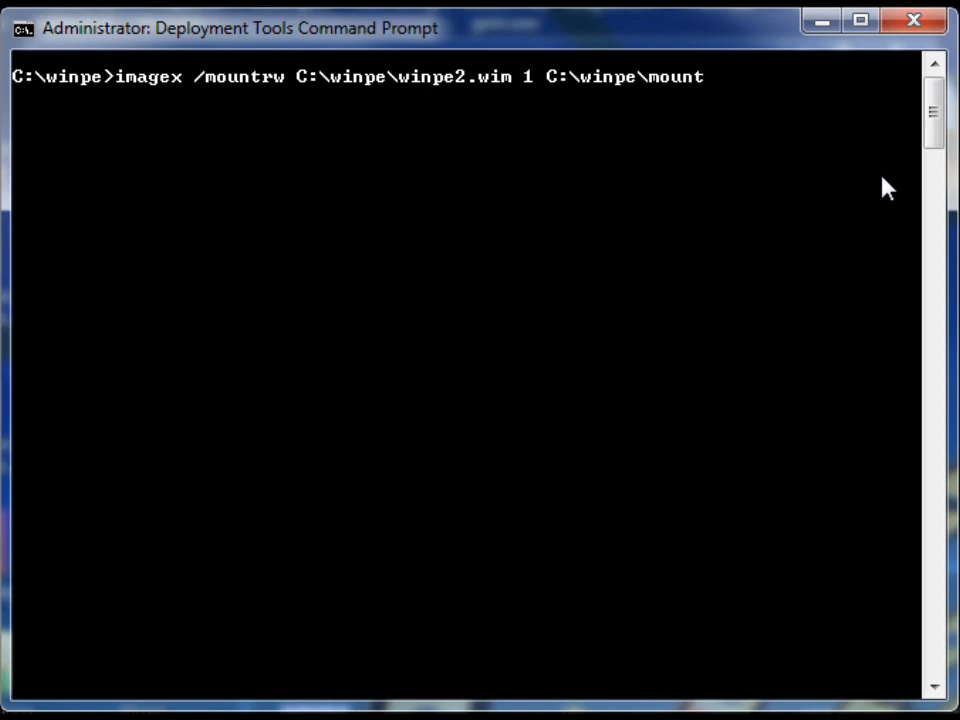 Administrator: Deployment Tools Command Prompt
C:\winpe>imagex /mountrw C:\winpe\winpe2.wim 1 C:\winpe\mount